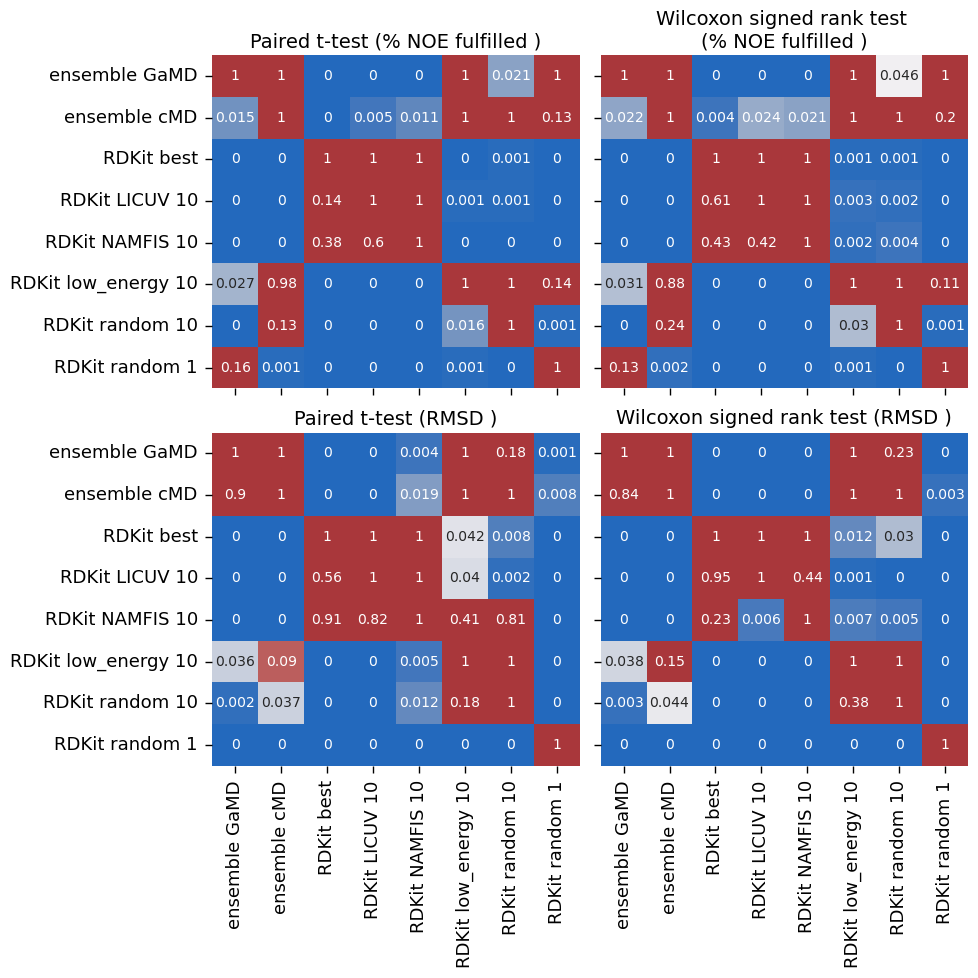 Paired t-test (% NOE fulfilled )
Wilcoxon signed rank test
(% NOE fulfilled )
ensemble GaMD 1 1 0 0 0 1 0.021 1 1 1 0 0 0 1 0.046 1
ensemble cMD 0.015 1 0 0.005 0.011 1 1 0.13 0.022 1 0.004 0.024 0.021 1 1 0.2
RDKit best 0 0 1 1 1 0 0.001 0 0 0 1 1 1 0.001 0.001 0
RDKit LICUV 10 0 0 0.14 1 1 0.001 0.001 0 0 0 0.61 1 1 0.003 0.002 0
RDKit NAMFIS 10 0 0 0.38 0.6 1 0 0 0 0 0 0.43 0.42 1 0.002 0.004 0
RDKit low_energy 10 0.027 0.98 0 0 0 1 1 0.14 0.031 0.88 0 0 0 1 1 0.11
RDKit random 10 0 0.13 0 0 0 0.016 1 0.001 0 0.24 0 0 0 0.03 1 0.001
RDKit random 1 0.16 0.001 0 0 0 0.001 0 1 0.13 0.002 0 0 0 0.001 0 1
Paired t-test (RMSD )
Wilcoxon signed rank test (RMSD )
ensemble GaMD 1 1 0 0 0.004 1 0.18 0.001 1 1 0 0 0 1 0.23 0
ensemble cMD 0.9 1 0 0 0.019 1 1 0.008 0.84 1 0 0 0 1 1 0.003
RDKit best 0 0 1 1 1 0.042 0.008 0 0 0 1 1 1 0.012 0.03 0
RDKit LICUV 10 0 0 0.56 1 1 0.04 0.002 0 0 0 0.95 1 0.44 0.001 0 0
RDKit NAMFIS 10 0 0 0.91 0.82 1 0.41 0.81 0 0 0 0.23 0.006 1 0.007 0.005 0
RDKit low_energy 10 0.036 0.09 0 0 0.005 1 1 0 0.038 0.15 0 0 0 1 1 0
RDKit random 10 0.002 0.037 0 0 0.012 0.18 1 0 0.003 0.044 0 0 0 0.38 1 0
RDKit random 1 0 0 0 0 0 0 0 1 0 0 0 0 0 0 0 1
ensemble GaMD
ensemble cMD
RDKit best
RDKit LICUV 10
RDKit NAMFIS 10
RDKit low_energy 10
RDKit random 10
RDKit random 1
ensemble GaMD
ensemble cMD
RDKit best
RDKit LICUV 10
RDKit NAMFIS 10
RDKit low_energy 10
RDKit random 10
RDKit random 1